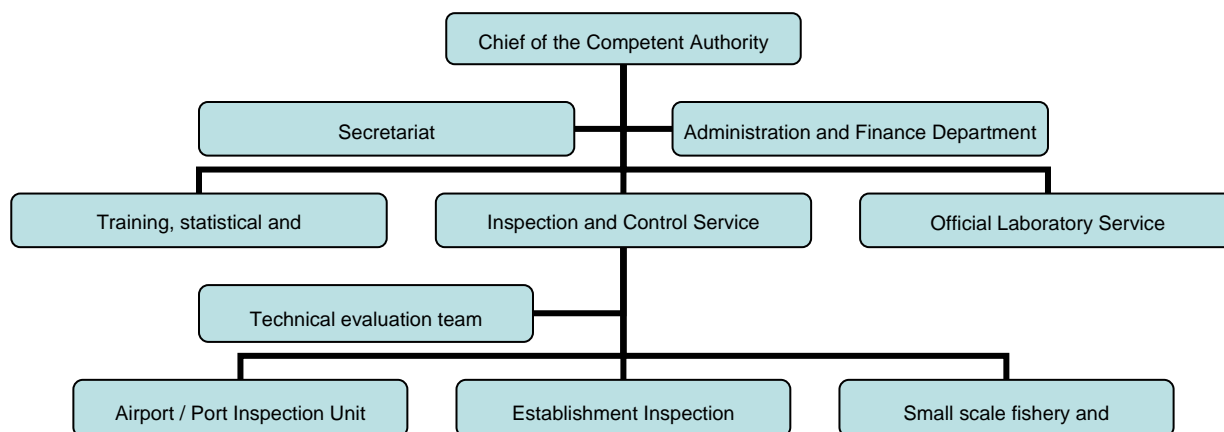 Chief of the Competent Authority
Secretariat
Administration and Finance Department
Training, statistical and
Inspection and Control Service
Official Laboratory Service
Technical evaluation team
Airport / Port Inspection Unit
Establishment Inspection
Small scale fishery and